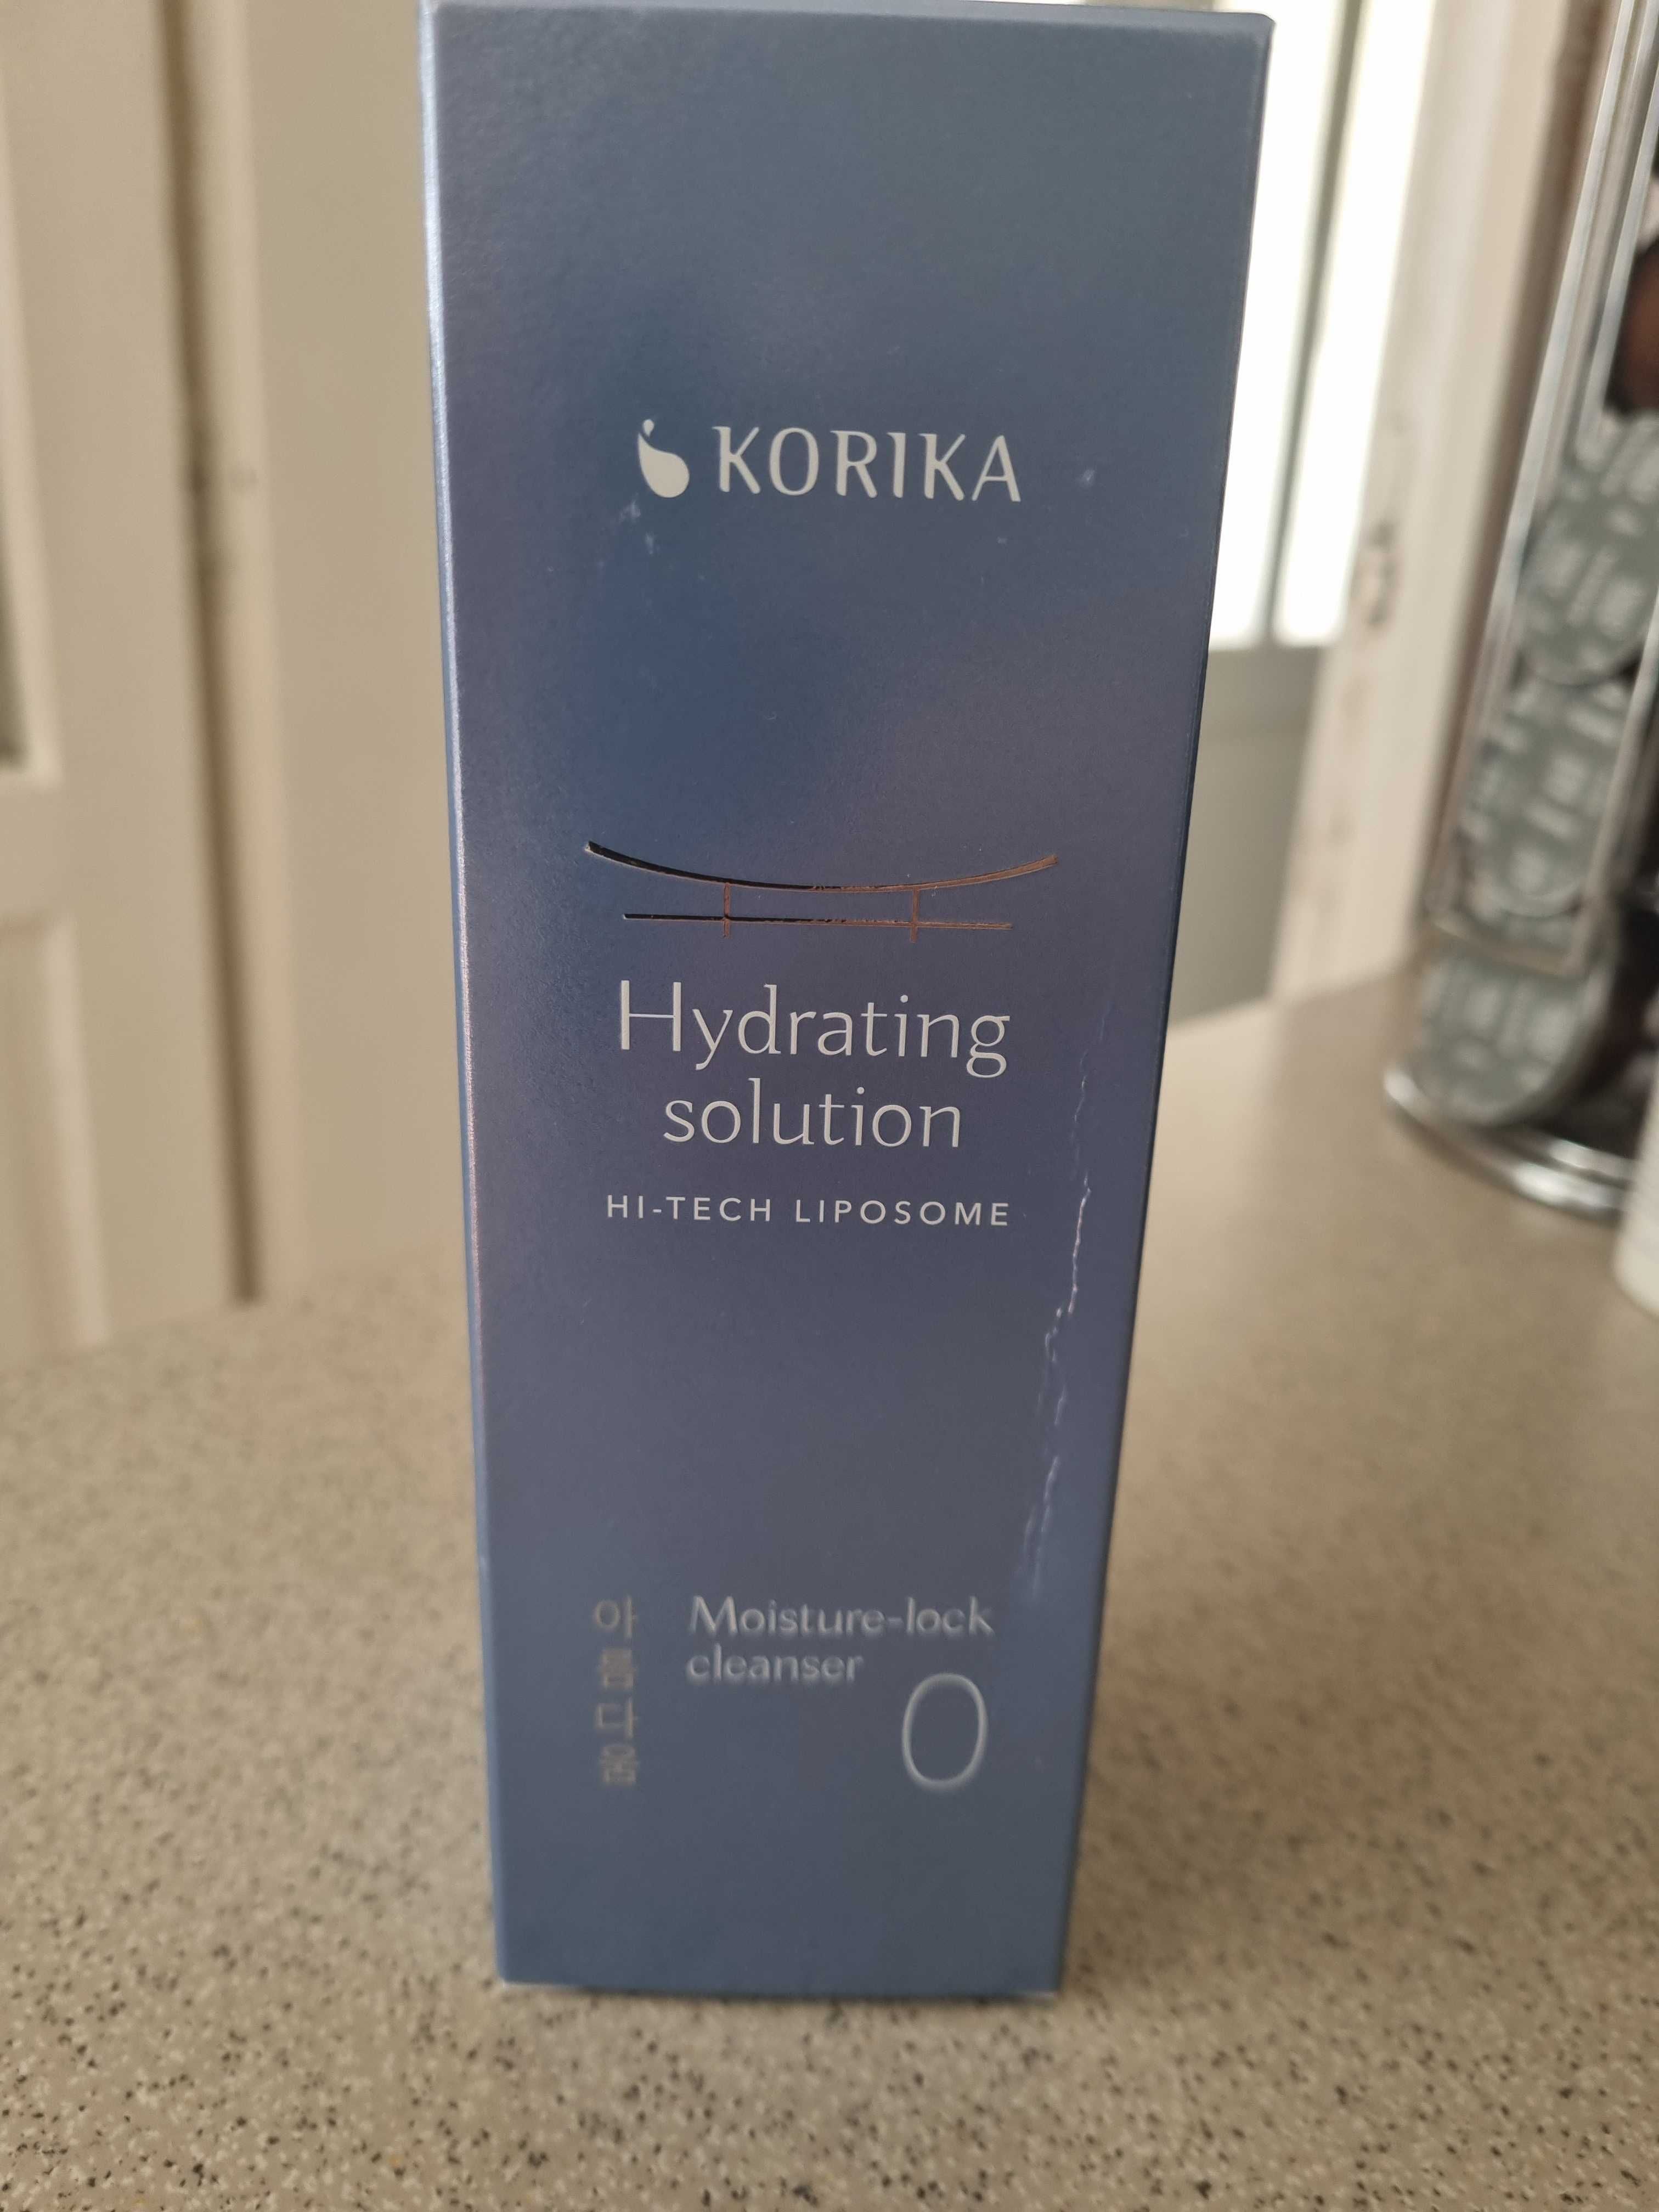 KORIKA
Hydrating
solution
HI-TECH LIPOSOME
아
름
다
움
Moisture-lock
cleanser
0